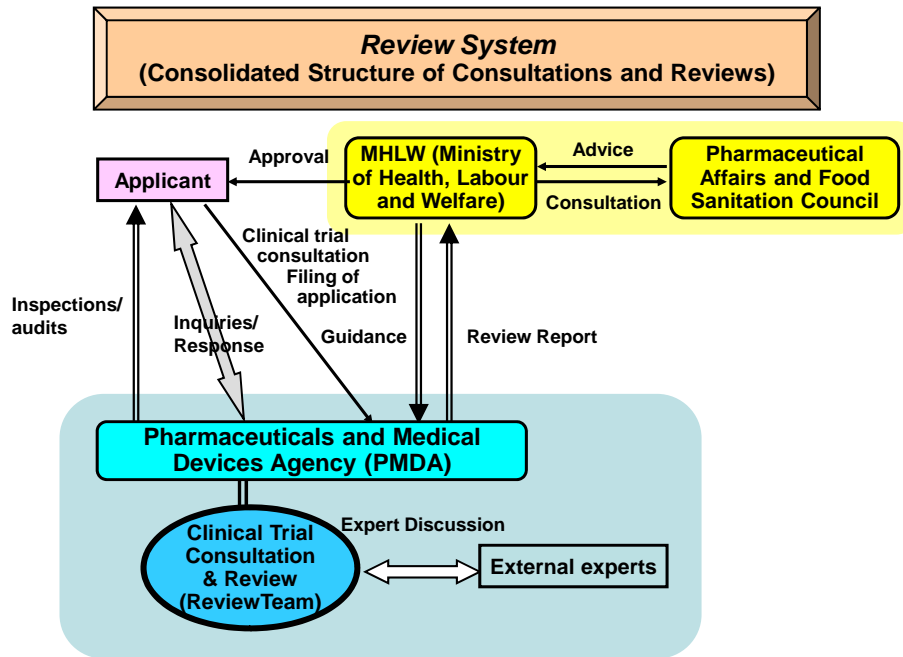 Review System
(Consolidated Structure of Consultations and Reviews)
Applicant
Approval
MHLW (Ministry
of Health, Labour
and Welfare)
Advice
Consultation
Pharmaceutical
Affairs and Food
Sanitation Council
Clinical trial
consultation
Filing of
application
Inspections/
audits
Inquiries/
Response
Guidance
Review Report
Pharmaceuticals and Medical
Devices Agency (PMDA)
Clinical Trial
Consultation
& Review
(ReviewTeam)
Expert Discussion
External experts